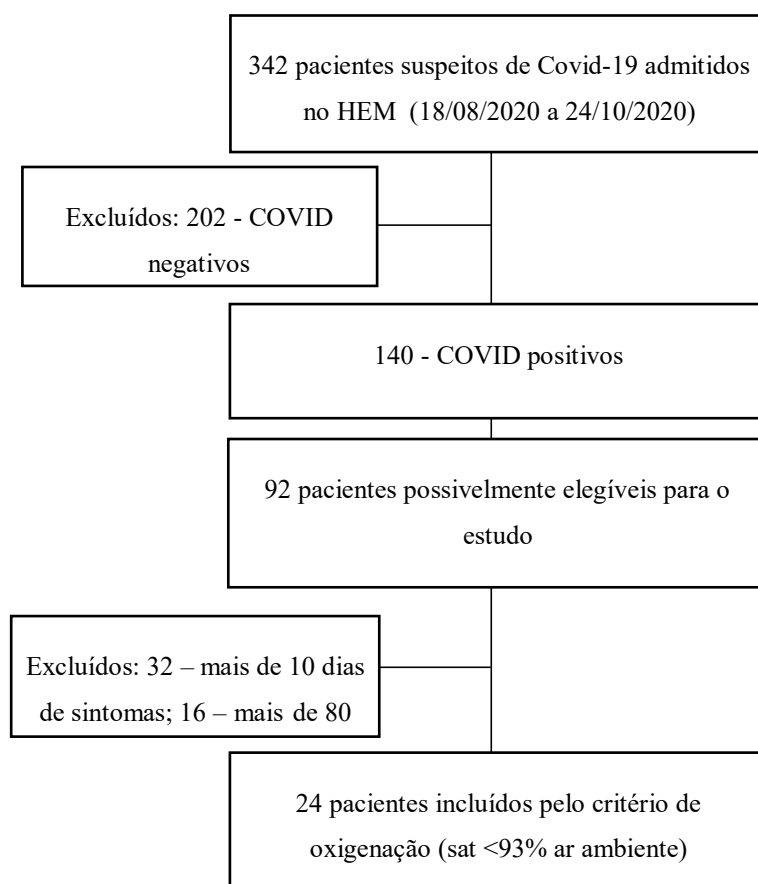 342 pacientes suspeitos de Covid-19 admitidos
no HEM (18/08/2020 a 24/10/2020)
Excluídos: 202 - COVID
negativos
140 - COVID positivos
92 pacientes possivelmente elegíveis para o
estudo
Excluídos: 32 – mais de 10 dias
de sintomas; 16 – mais de 80
24 pacientes incluídos pelo critério de
oxigenação (sat <93% ar ambiente)